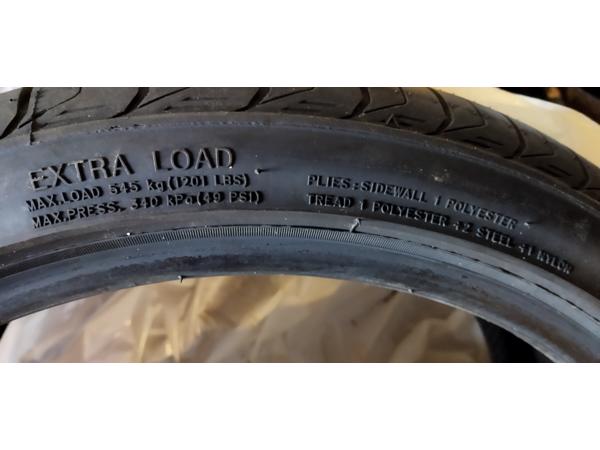 EXTRA LOAD
MAX.LOAD 545 kg(1201 LBS)
MAX.PRESS. 340 kPa(49 PSI)
PLIES:SIDEWALL 1 POLYESTER
TREAD 1 POLYESTER +2 STEEL +1 NYLON